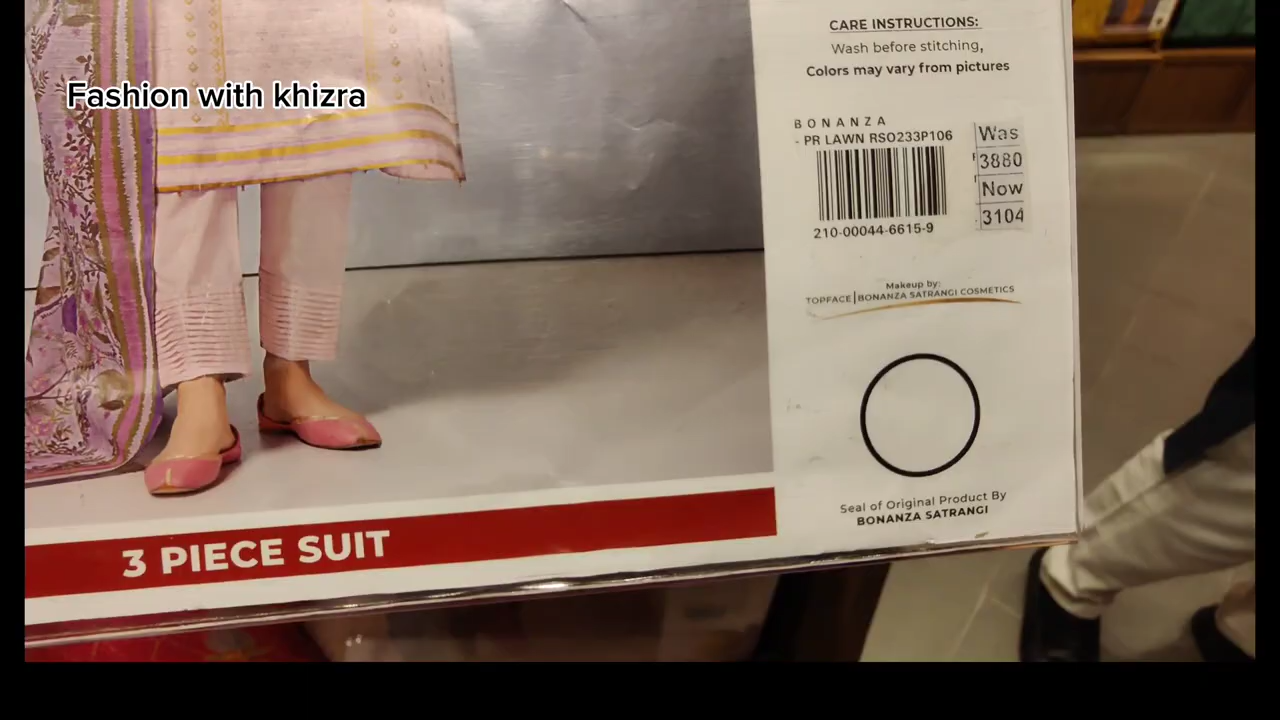 Fashion with khizra
CARE INSTRUCTIONS:
Wash before stitching,
Colors may vary from pictures
BONANZA
- PR LAWN RSO233P106
210-00044-6615-9
Was
3880
Now
3104
Makeup by:
TOPFACE|BONANZA SATRANGI COSMETICS
Seal of Original Product By
BONANZA SATRANGI
3 PIECE SUIT